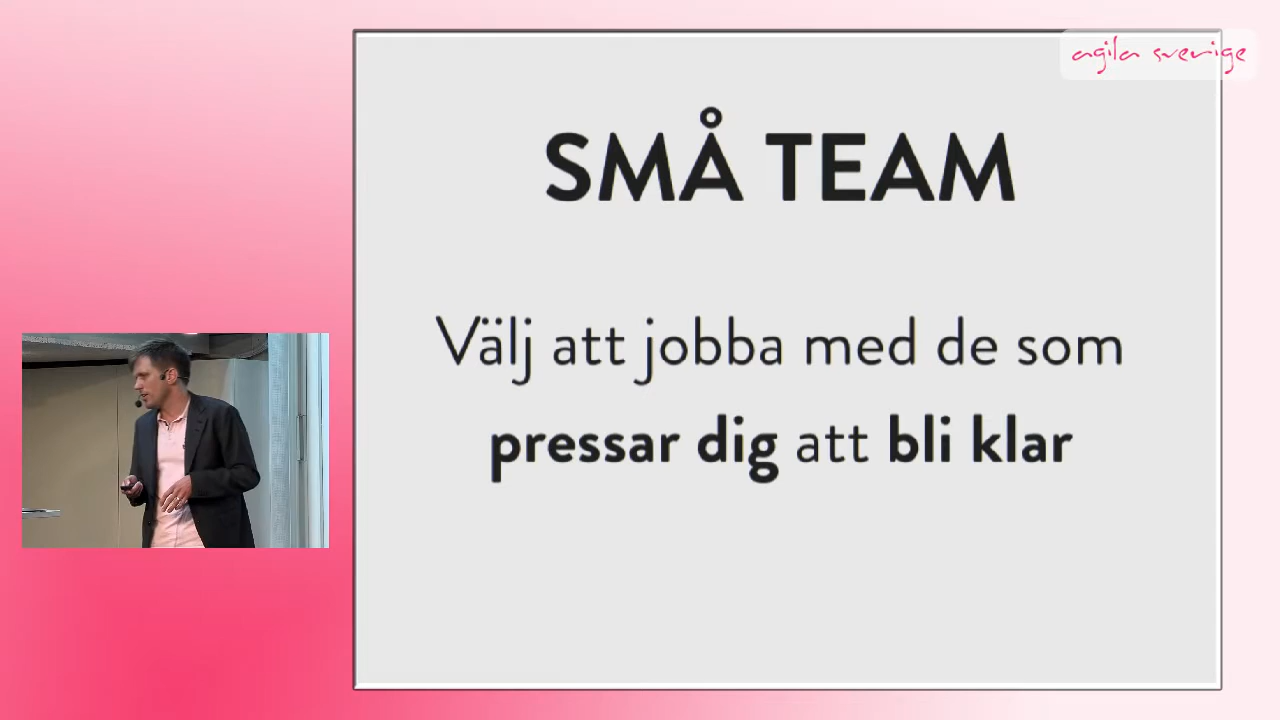 agila sverige
SMÅ TEAM
Välj att jobba med de som
pressar dig att bli klar